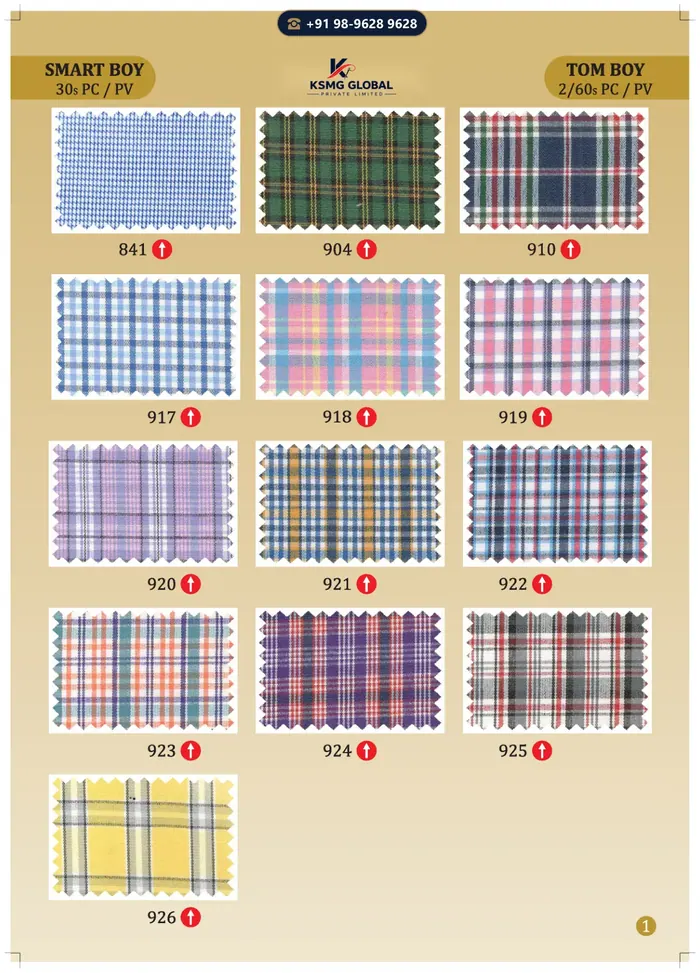 +91 98-9628 9628
SMART BOY
30s PC / PV
KSMG GLOBAL
PRIVATE LIMITED
TOM BOY
2/60s PC / PV
841
904
910
917
918
919
920
921
922
923
924
925
926
1